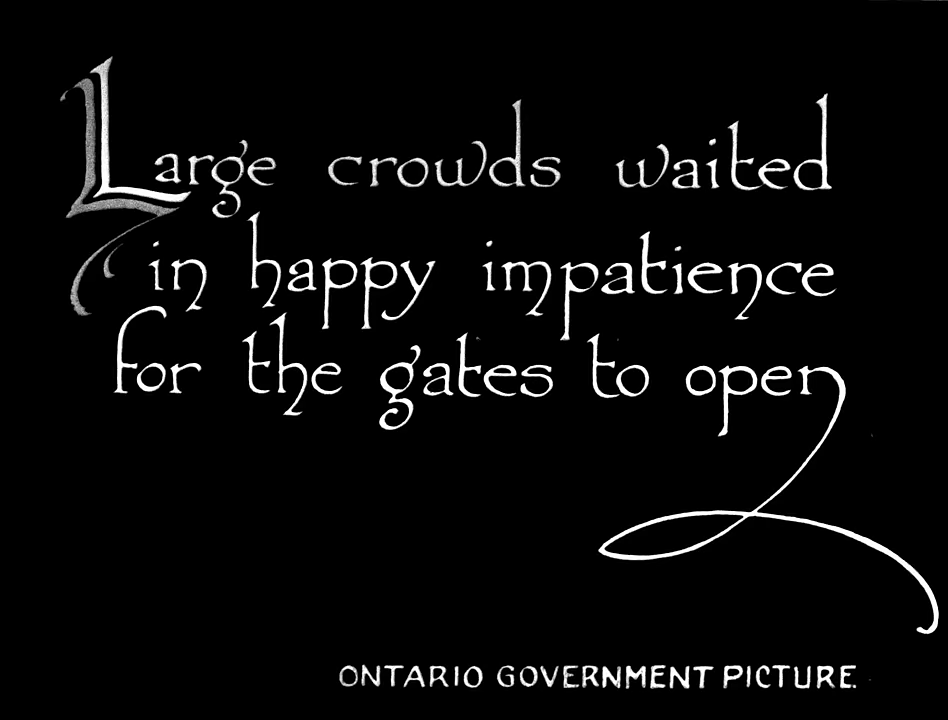 Large crowds waited
in happy impatience
for the gates to open
ONTARIO GOVERNMENT PICTURE.